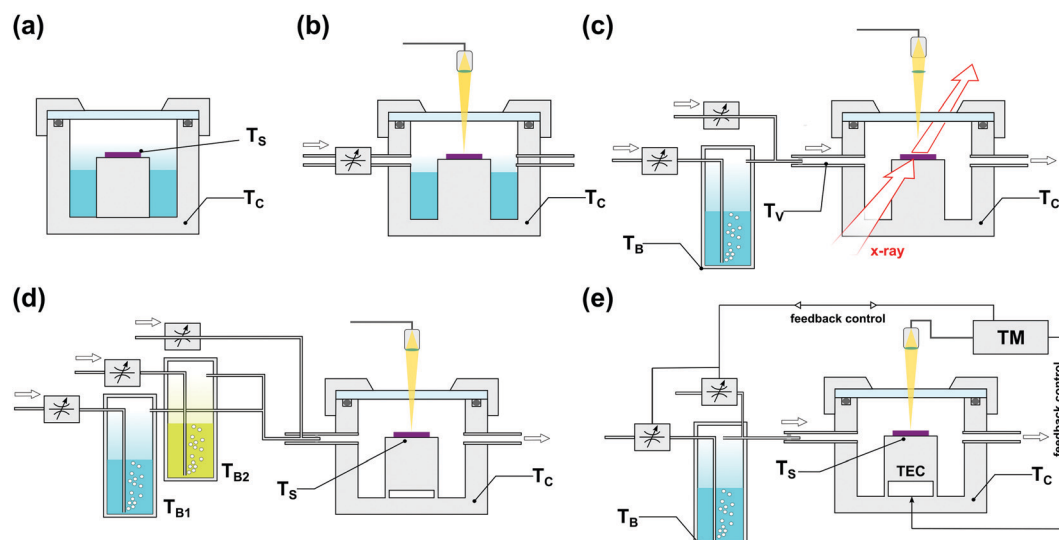 (a)
T_S
T_C
(b)
T_C
(c)
T_V
T_C
T_B
x-ray
(d)
T_B2
T_B1
T_S
T_C
(e)
feedback control
TM
feedback control
T_S
TEC
T_C
T_B